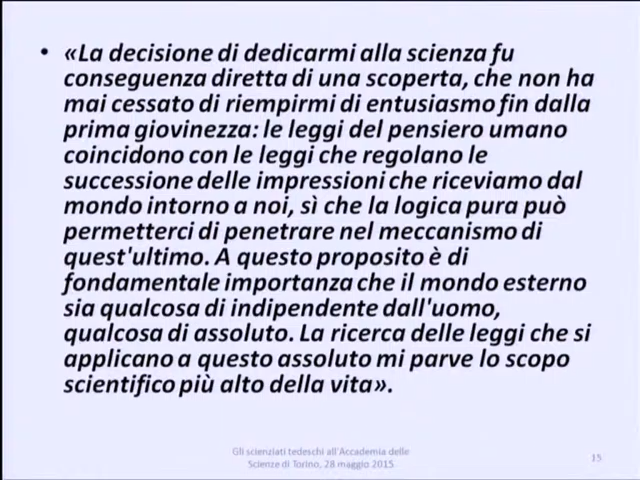 • «La decisione di dedicarmi alla scienza fu
conseguenza diretta di una scoperta, che non ha
mai cessato di riempirmi di entusiasmo fin dalla
prima giovinezza: le leggi del pensiero umano
coincidono con le leggi che regolano le
successione delle impressioni che riceviamo dal
mondo intorno a noi, sì che la logica pura può
permetterci di penetrare nel meccanismo di
quest'ultimo. A questo proposito è di
fondamentale importanza che il mondo esterno
sia qualcosa di indipendente dall'uomo,
qualcosa di assoluto. La ricerca delle leggi che si
applicano a questo assoluto mi parve lo scopo
scientifico più alto della vita».
Gli scienziati tedeschi all'Accademia delle
Scienze di Torino, 28 maggio 2015
15